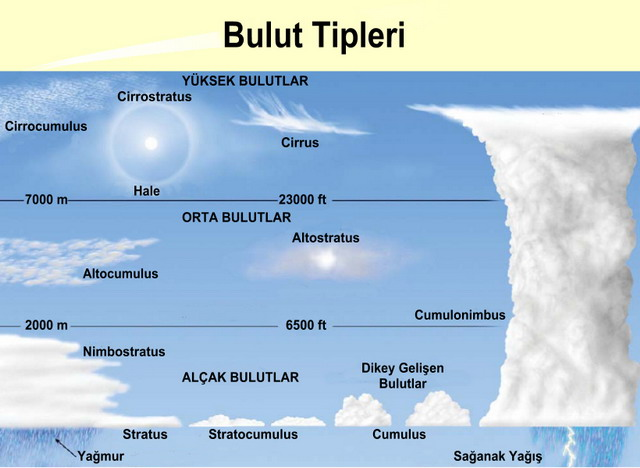 Bulut Tipleri
YÜKSEK BULUTLAR
Cirrostratus
Cirrocumulus
Cirrus
Hale
7000 m
23000 ft
ORTA BULUTLAR
Altostratus
Altocumulus
Cumulonimbus
2000 m
6500 ft
Nimbostratus
Dikey Gelişen
Bulutlar
ALÇAK BULUTLAR
Stratus
Stratocumulus
Cumulus
Yağmur
Sağanak Yağış